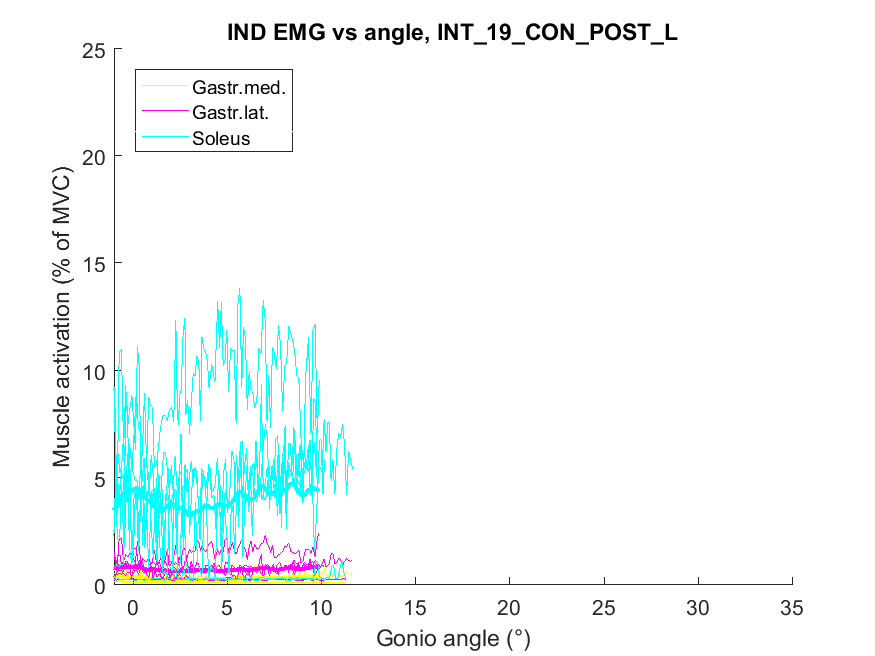 IND EMG vs angle, INT_19_CON_POST_L
25
20
15
10
5
0
Muscle activation (% of MVC)
Gastr.med.
Gastr.lat.
Soleus
0 5 10 15 20 25 30 35
Gonio angle (°)